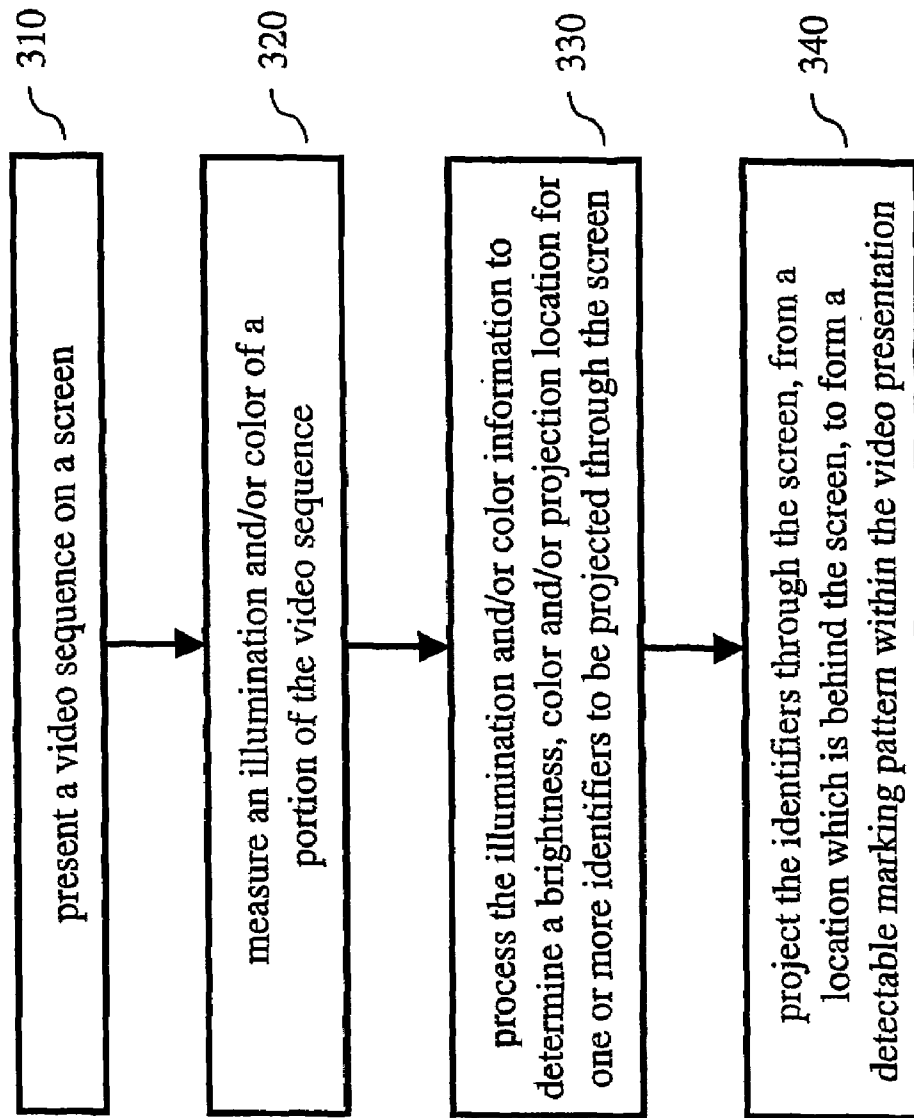 present a video sequence on a screen
310
measure an illumination and/or color of a
portion of the video sequence
320
process the illumination and/or color information to
determine a brightness, color and/or projection location for
one or more identifiers to be projected through the screen
330
project the identifiers through the screen, from a
location which is behind the screen, to form a
detectable marking pattern within the video presentation
340